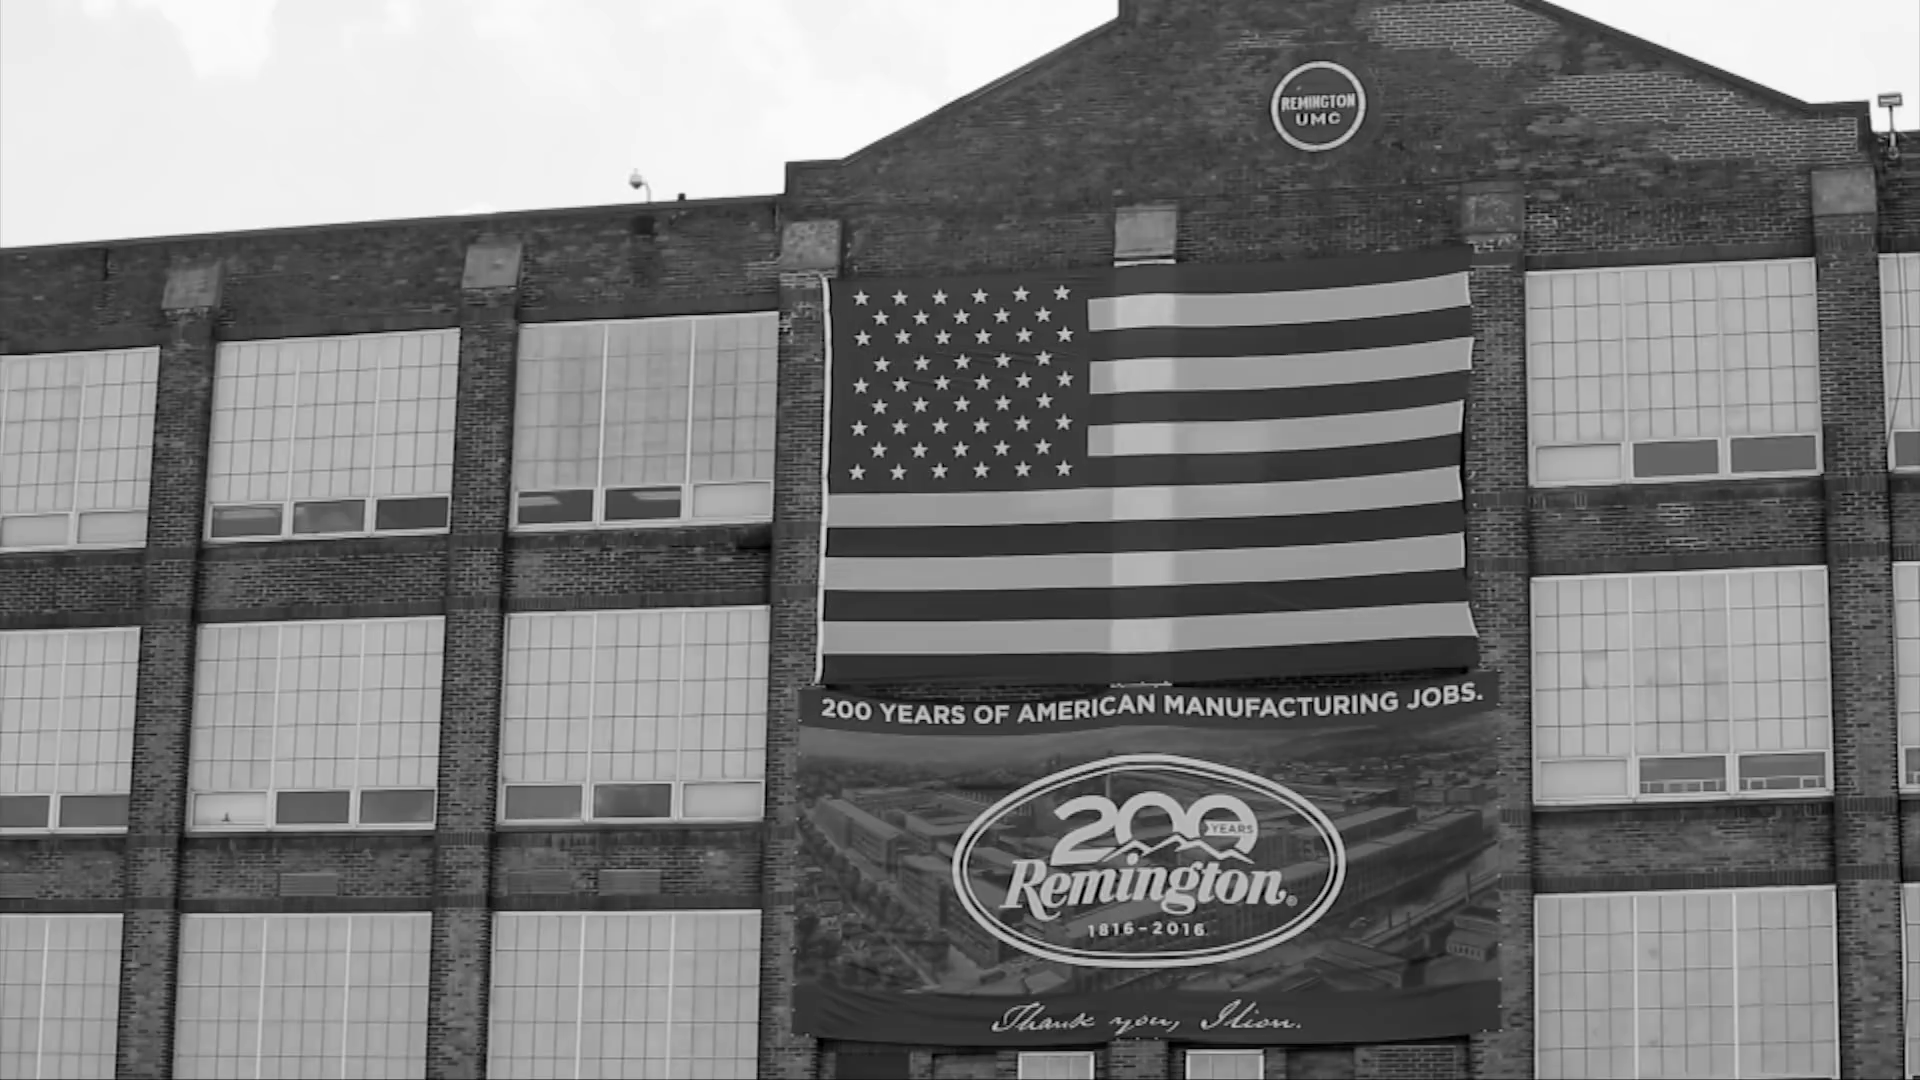 REMINGTON
UMC
200 YEARS OF AMERICAN MANUFACTURING JOBS.
200 YEARS
Remington®
1816-2016
Thank you, Ilion.